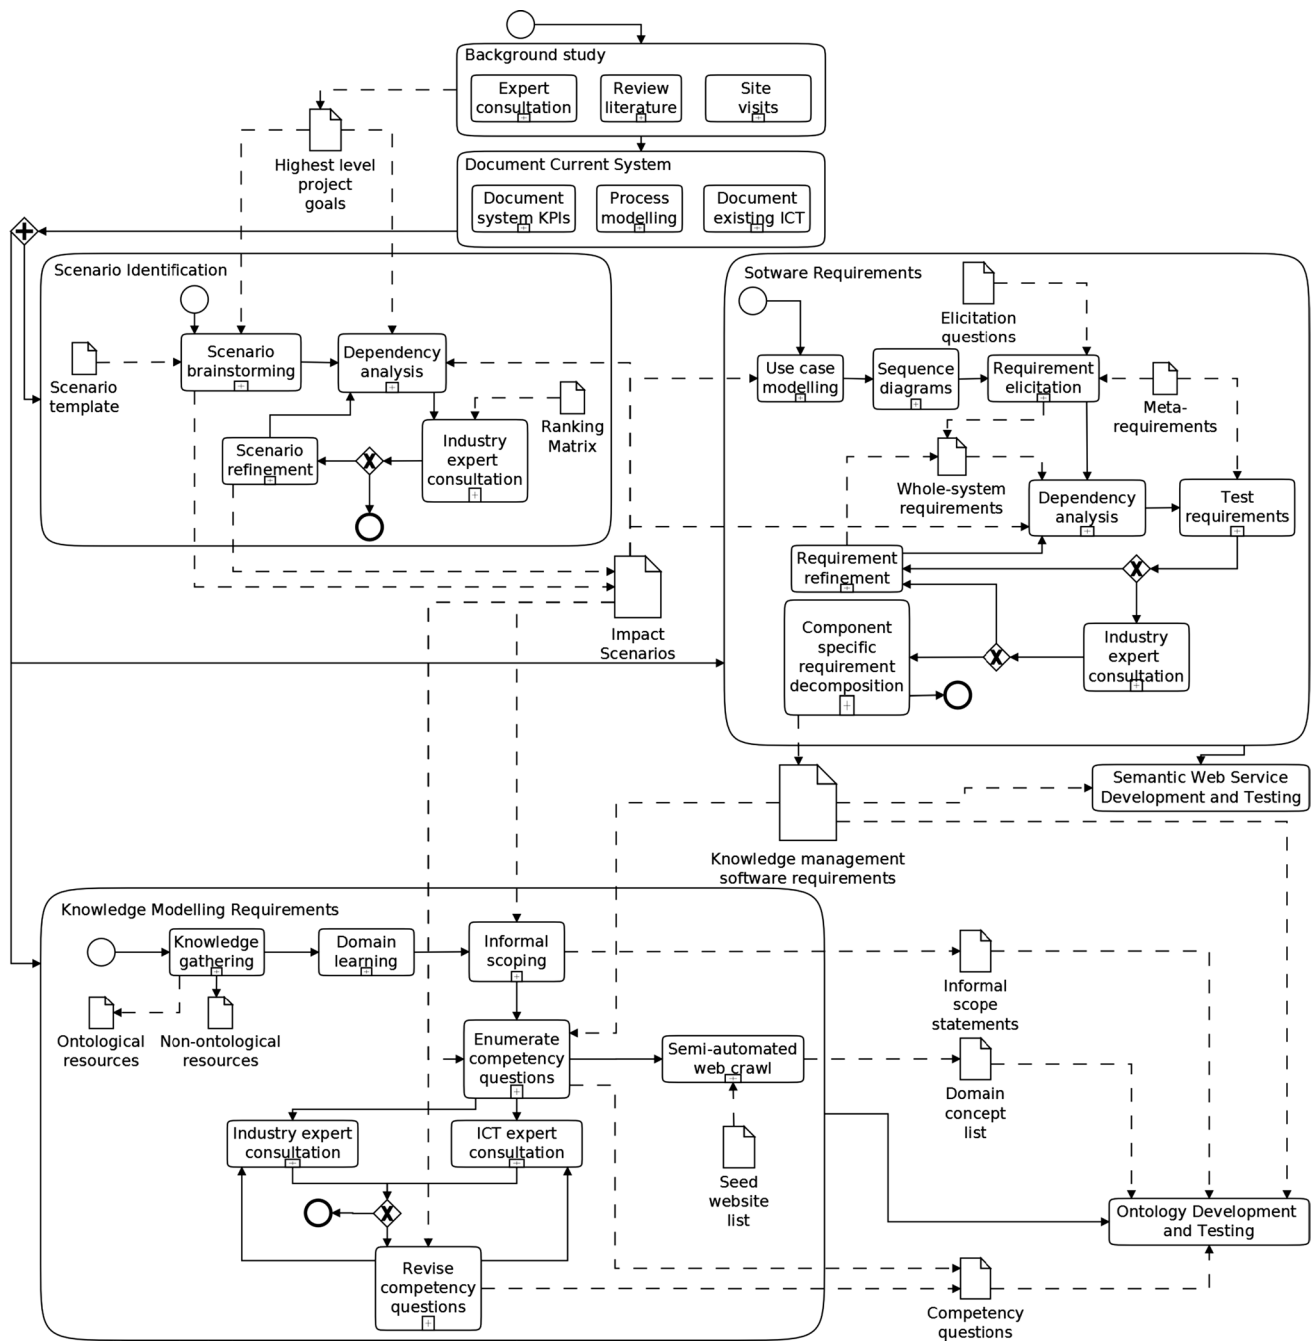 Background study
Expert
consultation
Review
literature
Site
visits
Highest level
project
goals
Document Current System
Document
system KPIs
Process
modelling
Document
existing ICT
Scenario Identification
Scenario
template
Scenario
brainstorming
Dependency
analysis
Ranking
Matrix
Scenario
refinement
X
Industry
expert
consultation
Impact
Scenarios
Sotware Requirements
Elicitation
questions
Use case
modelling
Sequence
diagrams
Requirement
elicitation
Meta-
requirements
Whole-system
requirements
Dependency
analysis
Test
requirements
Requirement
refinement
X
Component
specific
requirement
decomposition
X
Industry
expert
consultation
Semantic Web Service
Development and Testing
Knowledge management
software requirements
Knowledge Modelling Requirements
Knowledge
gathering
Domain
learning
Informal
scoping
Ontological
resources
Non-ontological
resources
Informal
scope
statements
Enumerate
competency
questions
Semi-automated
web crawl
Domain
concept
list
Industry expert
consultation
ICT expert
consultation
Seed
website
list
X
Ontology Development
and Testing
Revise
competency
questions
Competency
questions